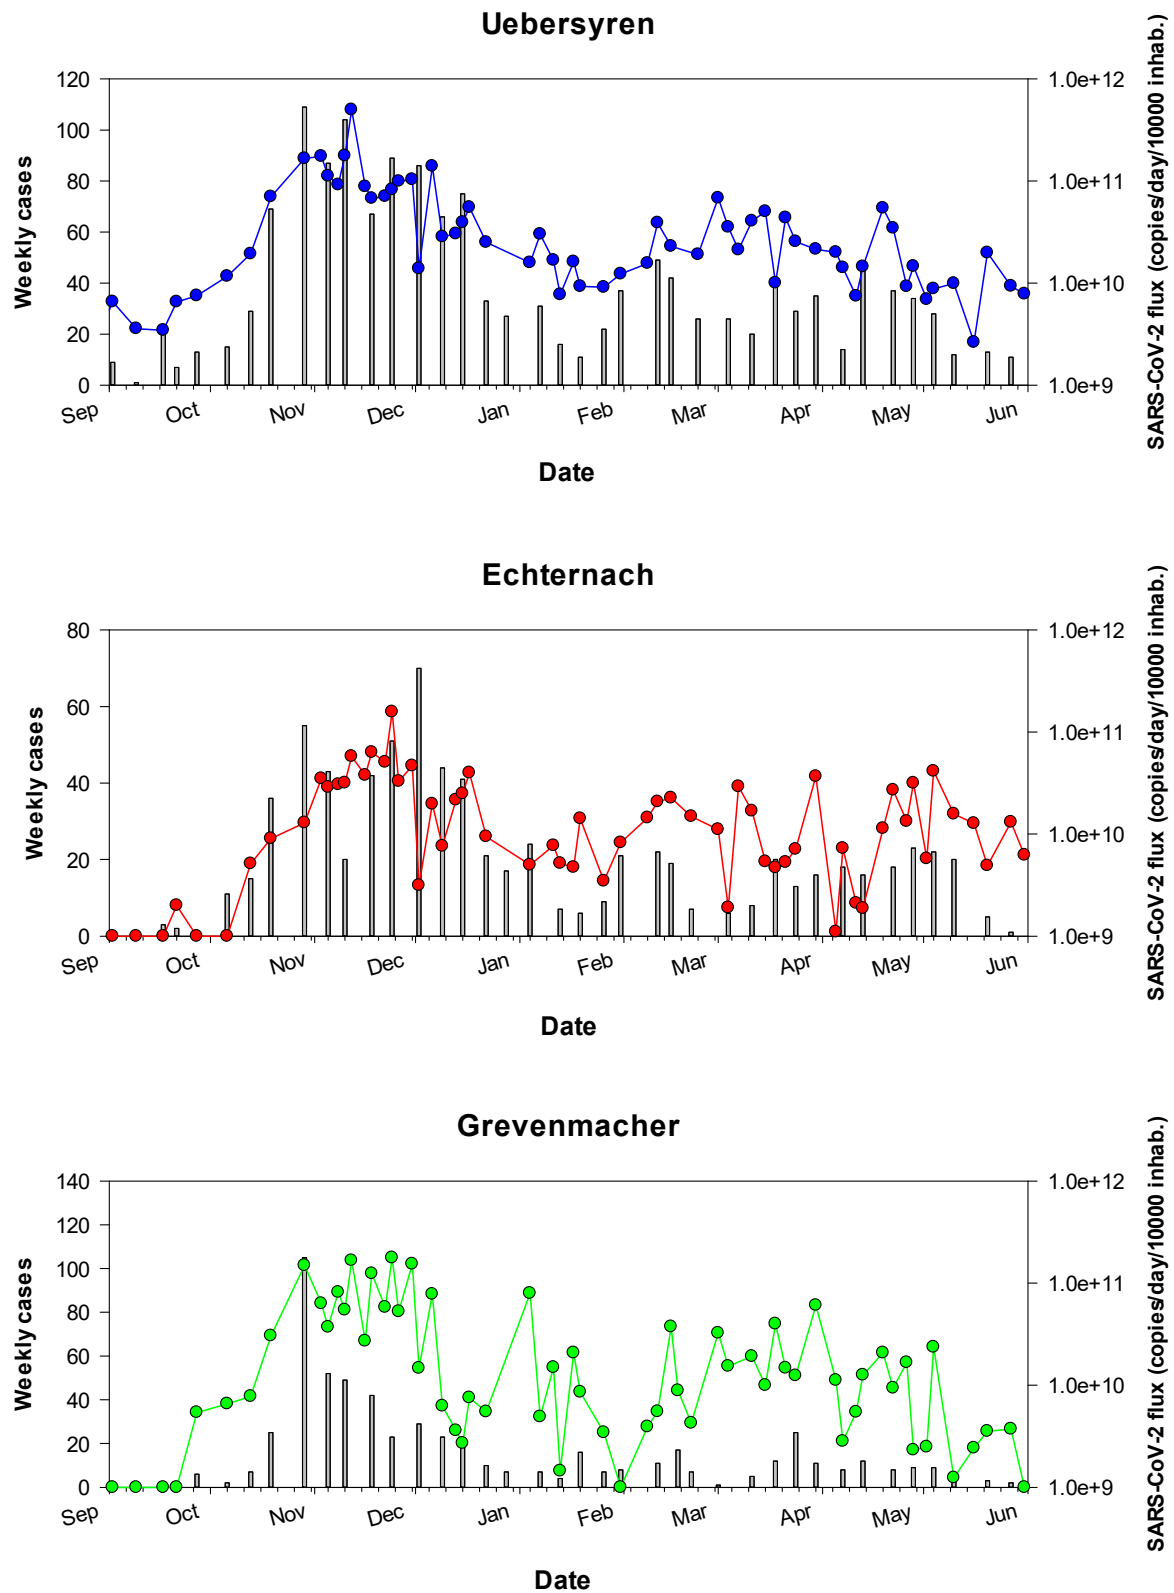 Uebersyren
Weekly cases
120
100
80
60
40
20
0
1.0e+12
1.0e+11
1.0e+10
1.0e+9
SARS-CoV-2 flux (copies/day/10000 inhab.)
Sep Oct Nov Dec Jan Feb Mar Apr May Jun
Date
Echternach
Weekly cases
80
60
40
20
0
1.0e+12
1.0e+11
1.0e+10
1.0e+9
SARS-CoV-2 flux (copies/day/10000 inhab.)
Sep Oct Nov Dec Jan Feb Mar Apr May Jun
Date
Grevenmacher
Weekly cases
140
120
100
80
60
40
20
0
1.0e+12
1.0e+11
1.0e+10
1.0e+9
SARS-CoV-2 flux (copies/day/10000 inhab.)
Sep Oct Nov Dec Jan Feb Mar Apr May Jun
Date